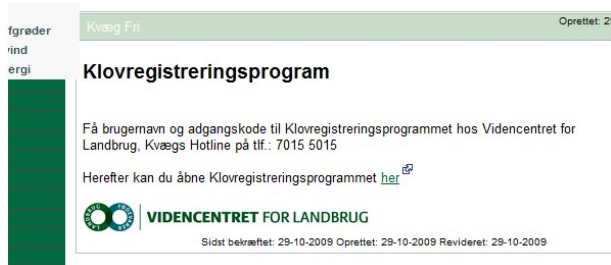 fgrøder
vind
ergi
Kvæg Fri
Oprettet: 2
Klovregistreringsprogram
Få brugernavn og adgangskode til Klovregistreringsprogrammet hos Videncentret for
Landbrug, Kvægs Hotline på tlf.: 7015 5015
Herefter kan du åbne Klovregistreringsprogrammet her
LANDBRUG FØDEVARER
VIDENCENTRET FOR LANDBRUG
Sidst bekræftet: 29-10-2009 Oprettet: 29-10-2009 Revideret: 29-10-2009